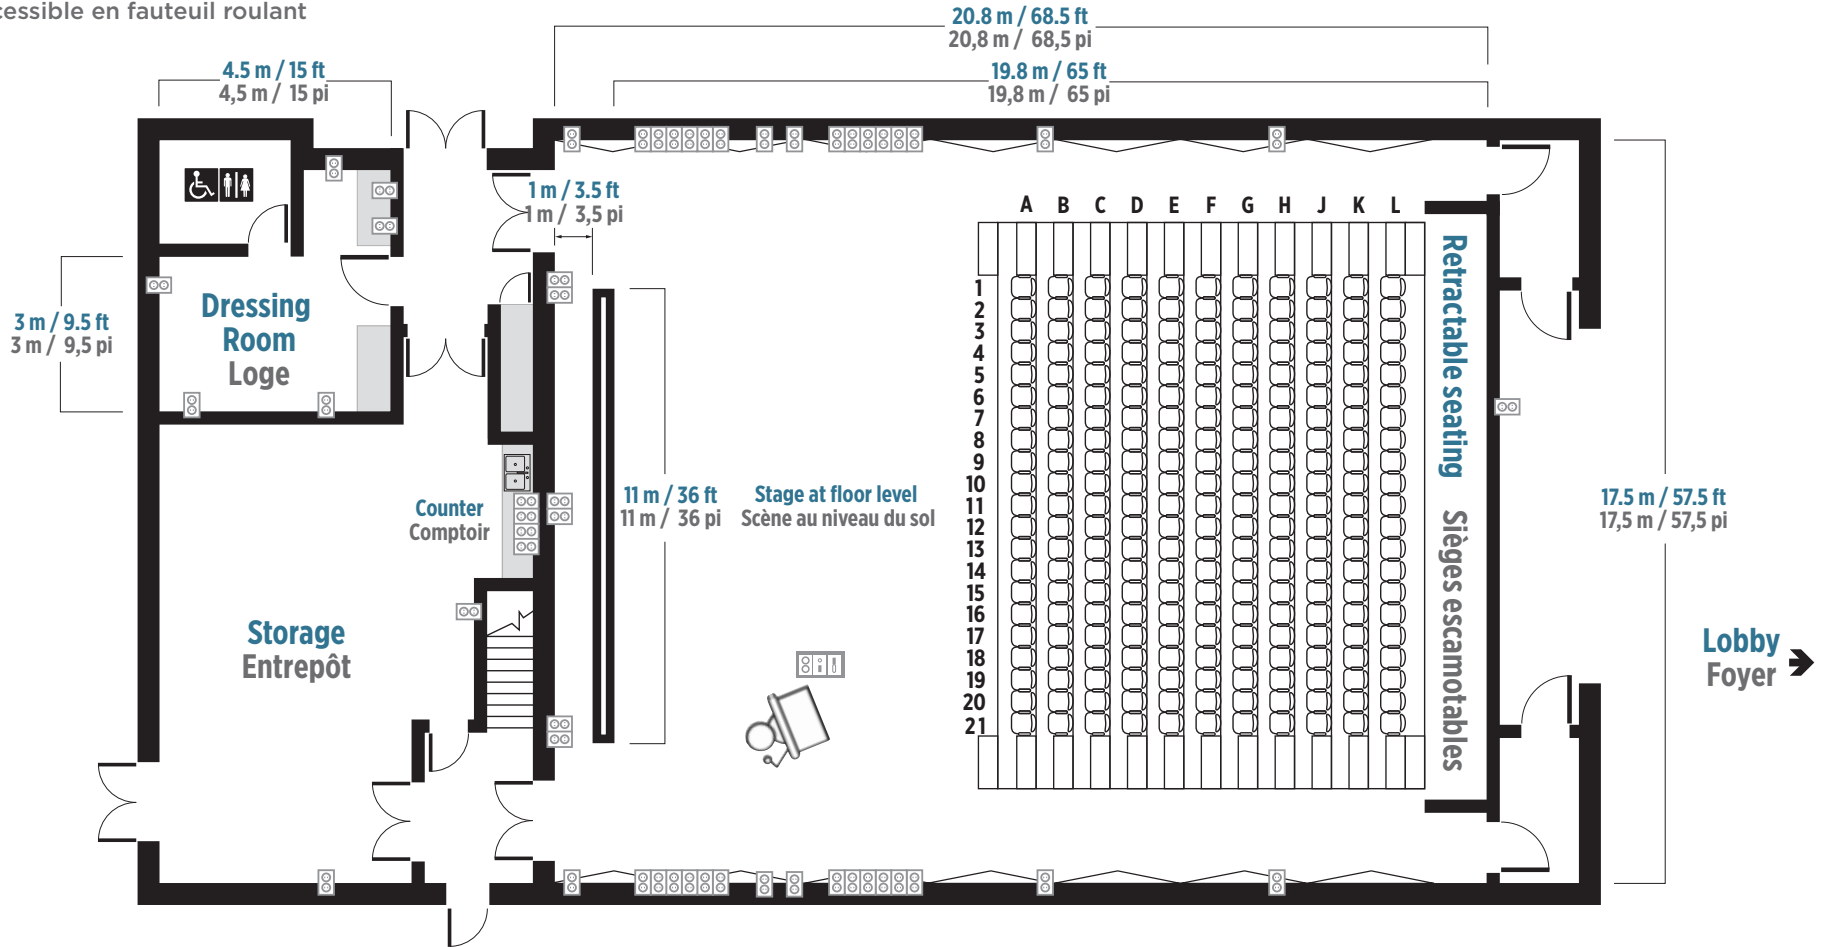 cessible en fauteuil roulant
20.8 m / 68.5 ft
20,8 m / 68,5 pi
19.8 m / 65 ft
19,8 m / 65 pi
4.5 m / 15 ft
4,5 m / 15 pi
1 m / 3.5 ft
1 m / 3,5 pi
A B C D E F G H J K L
3 m / 9.5 ft
3 m / 9,5 pi
Dressing
Room
Loge
1
2
3
4
5
6
7
8
9
10
11
12
13
14
15
16
17
18
19
20
21
Retractable seating
Sièges escamotables
11 m / 36 ft
11 m / 36 pi
Stage at floor level
Scène au niveau du sol
Counter
Comptoir
17.5 m / 57.5 ft
17,5 m / 57,5 pi
Storage
Entrepôt
Lobby
Foyer